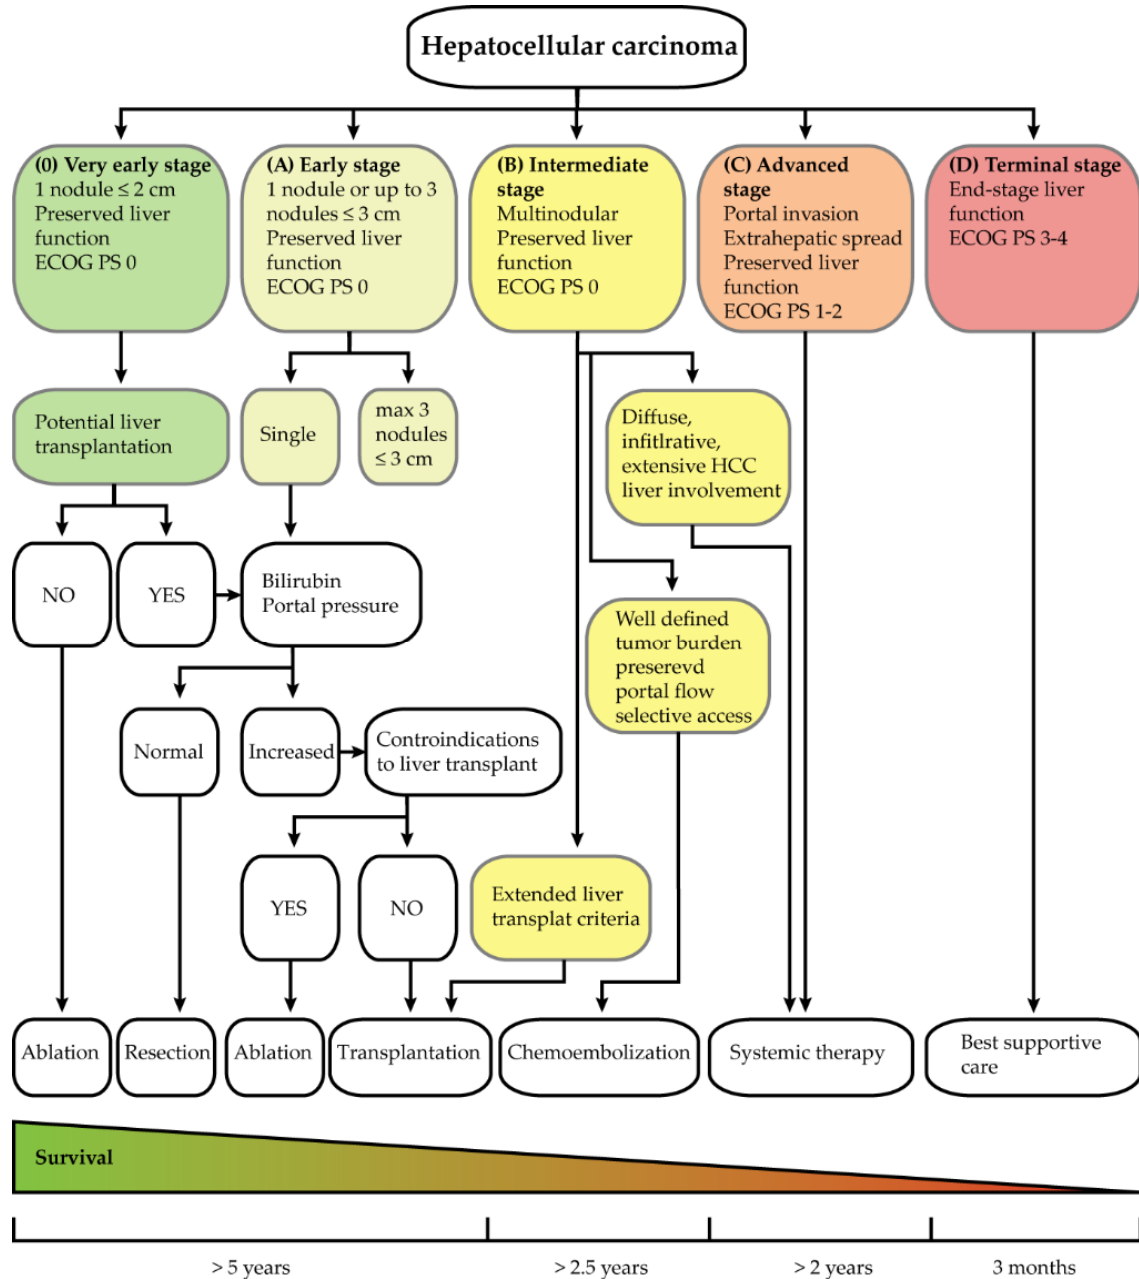 Hepatocellular carcinoma
(0) Very early stage
1 nodule ≤ 2 cm
Preserved liver
function
ECOG PS 0
(A) Early stage
1 nodule or up to 3
nodules ≤ 3 cm
Preserved liver
function
ECOG PS 0
(B) Intermediate
stage
Multinodular
Preserved liver
function
ECOG PS 0
(C) Advanced
stage
Portal invasion
Extrahepatic spread
Preserved liver
function
ECOG PS 1-2
(D) Terminal stage
End-stage liver
function
ECOG PS 3-4
Potential liver
transplantation
Single
max 3
nodules
≤ 3 cm
Diffuse,
infitlrative,
extensive HCC
liver involvement
NO
YES
Bilirubin
Portal pressure
Well defined
tumor burden
preserevd
portal flow
selective access
Normal
Increased
Controindications
to liver transplant
YES
NO
Extended liver
transplat criteria
Ablation
Resection
Ablation
Transplantation
Chemoembolization
Systemic therapy
Best supportive
care
Survival
> 5 years
> 2.5 years
> 2 years
3 months